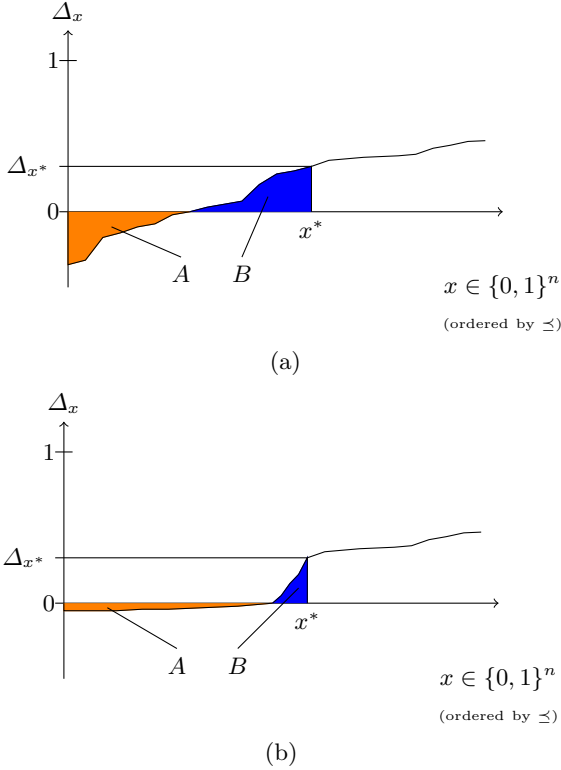 Δₓ
1
Δₓ*
0
x*
A B
x ∈ {0, 1}ⁿ
(ordered by ⪯)
(a)
Δₓ
1
Δₓ*
0
x*
A B
x ∈ {0, 1}ⁿ
(ordered by ⪯)
(b)